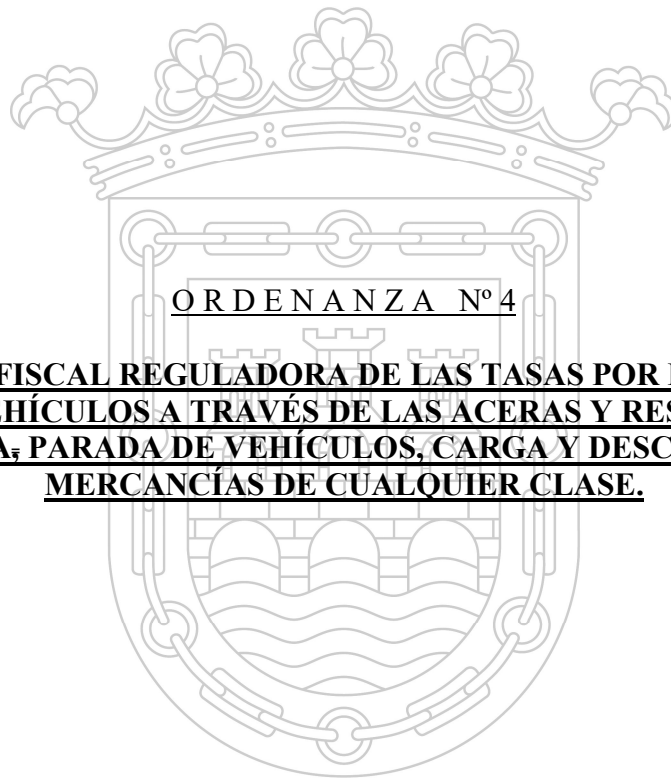 O R D E N A N Z A Nº 4
FISCAL REGULADORA DE LAS TASAS POR
HÍCULOS A TRAVÉS DE LAS ACERAS Y RES
A, PARADA DE VEHÍCULOS, CARGA Y DESC
MERCANCÍAS DE CUALQUIER CLASE.